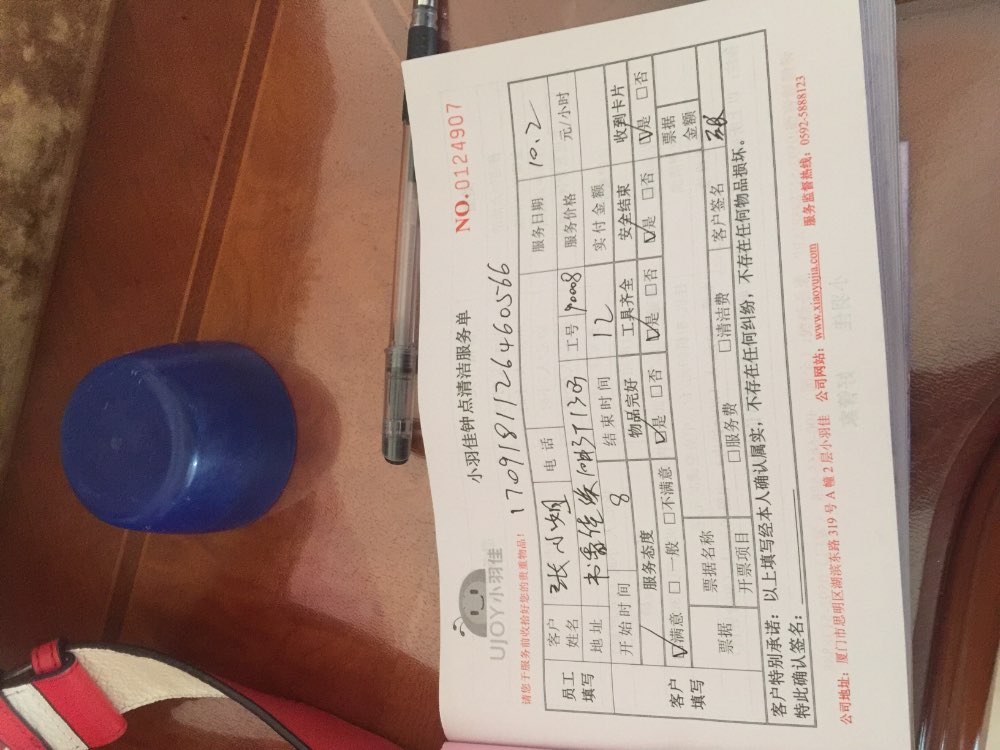 UJOY小羽佳
小羽佳钟点清洁服务单
NO.0124907
请您于服务前收拾好您的贵重物品!
17091811264605 66
员工填写
客户姓名 张小姐 电话 服务日期 10.2
地址 工号 90008 服务价格 元/小时
开始时间 8 结束时间 12 实付金额
客户填写
服务态度 物品完好 工具齐全 安全结束 收到卡片
☑满意 □一般 □不满意 ☑是 □否 ☑是 □否 ☑是 □否 ☑是 □否
票据 票据名称 票据金额
开票项目 □服务费 □清洁费 客户签名
客户特别承诺:以上填写经本人确认属实,不存在任何纠纷,不存在任何物品损坏。
特此确认签名:
公司地址:厦门市思明区湖滨东路319号A幢2层小羽佳 公司网站:www.xiaoyujia.com 服务监督热线:0592-5888123